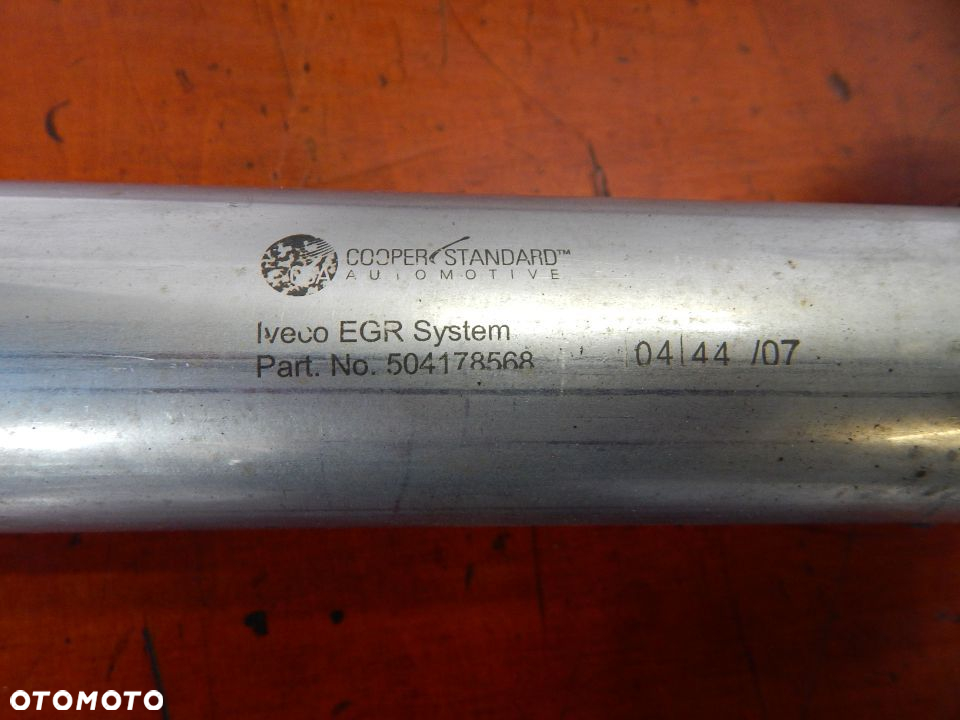 COOPER STANDARD™
AUTOMOTIVE
Iveco EGR System
Part. No. 504178568 04 44 /07
OTOMOTO